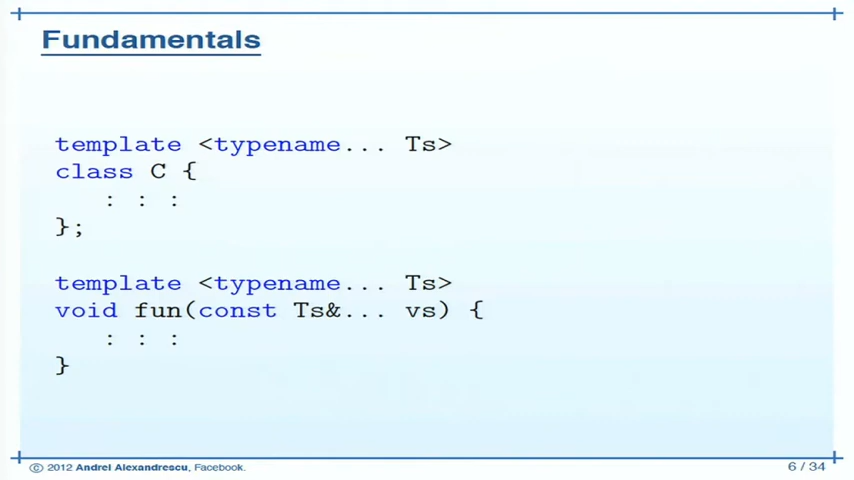 Fundamentals
template <typename... Ts>
class C {
: : :
};
template <typename... Ts>
void fun(const Ts&... vs) {
: : :
}
© 2012 Andrei Alexandrescu, Facebook.
6 / 34